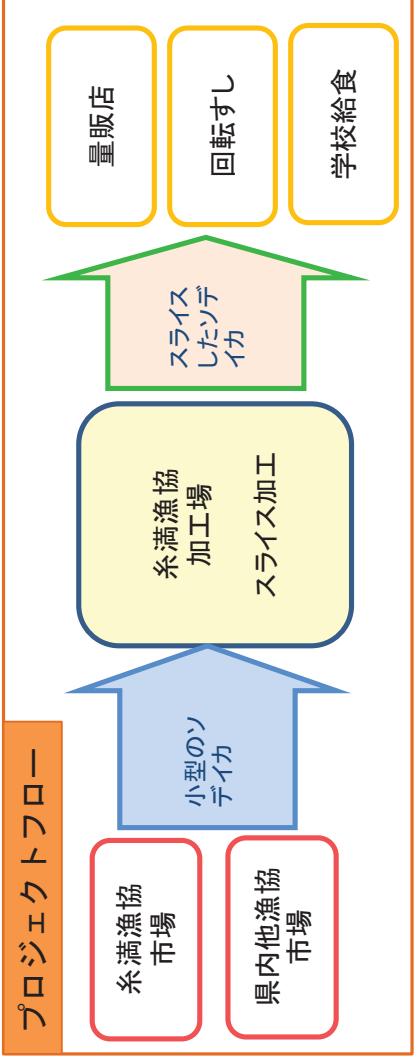 プロジェクトフロー
糸満漁協
市場
県内他漁協
市場
小型のソ
デイカ
糸満漁協
加工場
スライス加工
スライス
したソデ
イカ
量販店
回転すし
学校給食